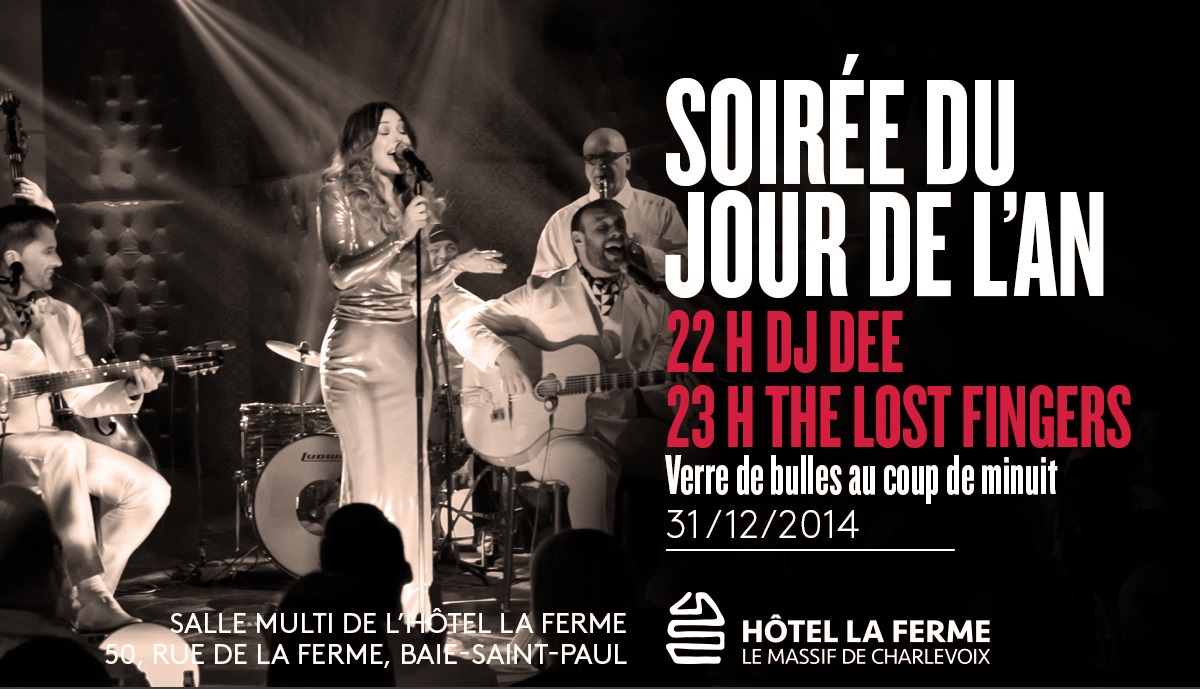 SOIRÉE DU
JOUR DE L'AN
22 H DJ DEE
23 H THE LOST FINGERS
Verre de bulles au coup de minuit
31/12/2014
SALLE MULTI DE L'HÔTEL LA FERME
50, RUE DE LA FERME, BAIE-SAINT-PAUL
HÔTEL LA FERME
LE MASSIF DE CHARLEVOIX
Ludwig